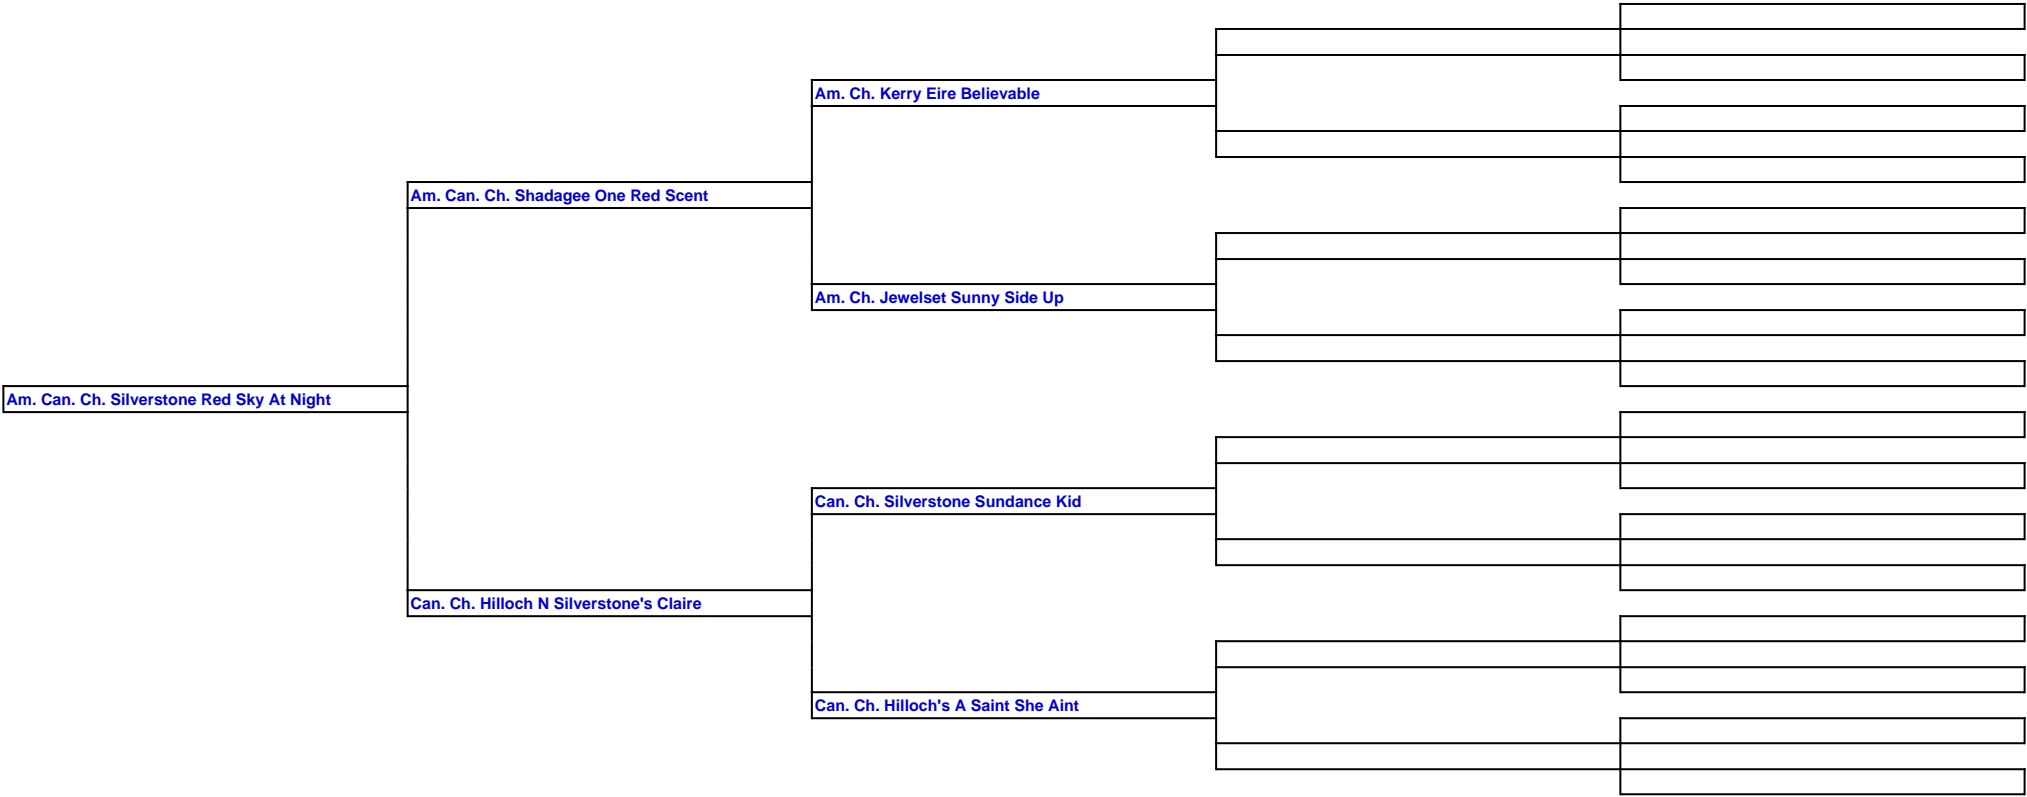 Am. Ch. Kerry Eire Believable
Am. Can. Ch. Shadagee One Red Scent
Am. Ch. Jewelset Sunny Side Up
Am. Can. Ch. Silverstone Red Sky At Night
Can. Ch. Silverstone Sundance Kid
Can. Ch. Hilloch N Silverstone's Claire
Can. Ch. Hilloch's A Saint She Aint